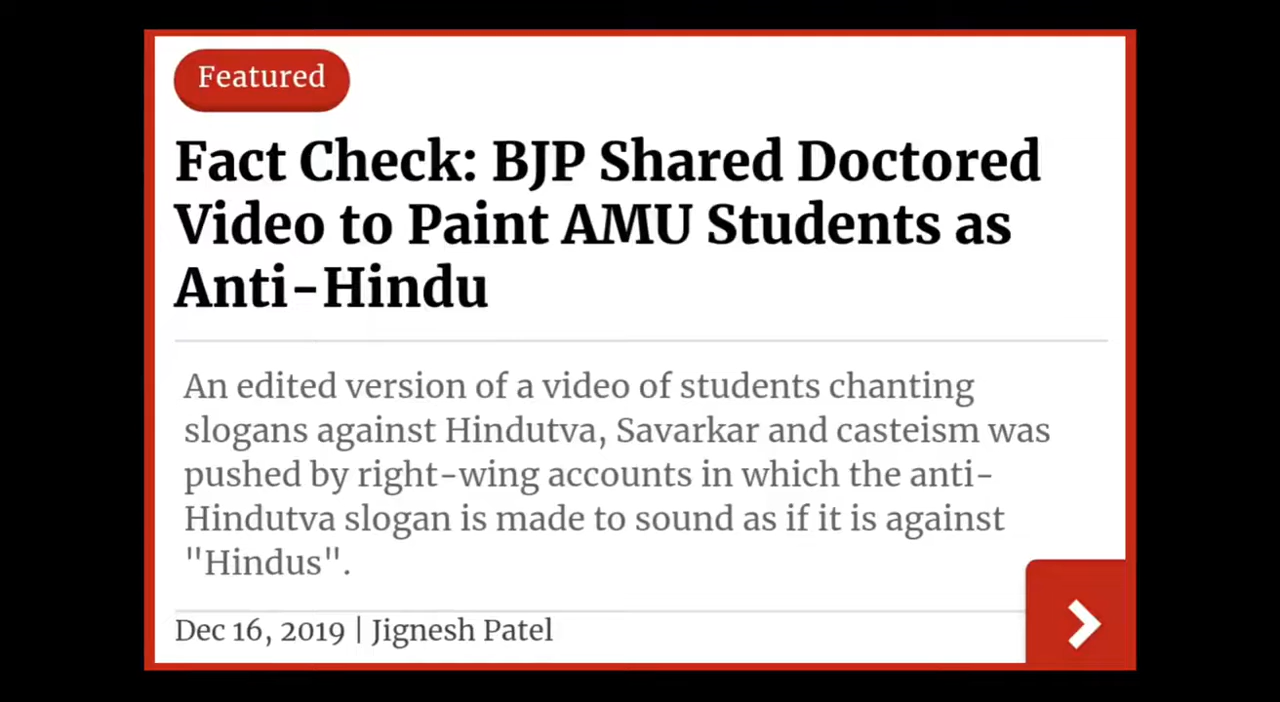 Featured
Fact Check: BJP Shared Doctored
Video to Paint AMU Students as
Anti-Hindu
An edited version of a video of students chanting
slogans against Hindutva, Savarkar and casteism was
pushed by right-wing accounts in which the anti-
Hindutva slogan is made to sound as if it is against
"Hindus".
Dec 16, 2019 | Jignesh Patel